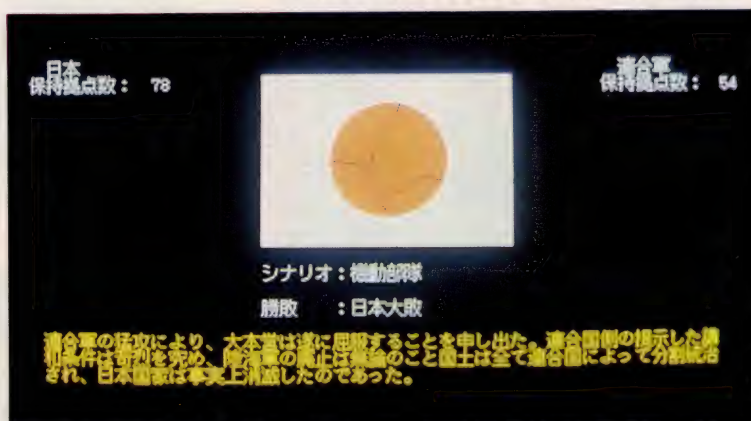 日本
保持拠点数： 78
連合軍
保持拠点数： 54
シナリオ：機動部隊
勝敗　：日本大敗
連合軍の猛攻により、大本営は遂に屈服することを申し出た。連合国側の提示した講
和条件は苛烈を究め、陸海軍の廃止は無論のこと国土は全て連合国によって分割統治
され、日本国家は事実上消滅したのであった。